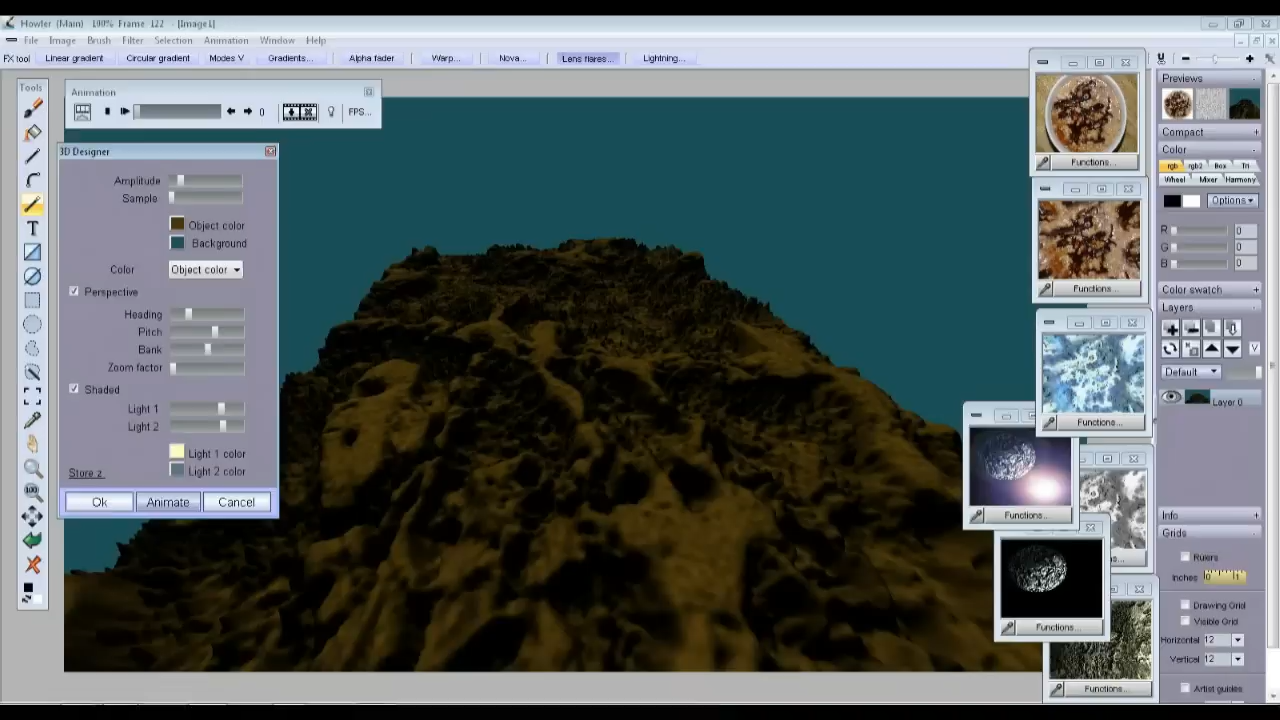 Howler (Main) 100% Frame 122 - [Image1]
File Image Brush Filter Selection Animation Window Help
FX tool Linear gradient Circular gradient Modes V Gradients... Alpha fader Warp... Nova... Lens flares... Lightning...
Tools
Animation
0 FPS...
3D Designer
Amplitude
Sample
Object color
Background
Color Object color
Perspective
Heading
Pitch
Bank
Zoom factor
Shaded
Light 1
Light 2
Light 1 color
Light 2 color
Store z
Ok Animate Cancel
Functions...
Functions...
Functions...
Functions...
Functions...
Functions...
Previews
Compact
Color
rgb rgb2 Box Tri
Wheel Mixer Harmony
Options
R 0
G 0
B 0
Color swatch
Layers
V
Default
Layer 0
Info
Grids
Rulers
Inches 0 1
Drawing Grid
Visible Grid
Horizontal 12
Vertical 12
Artist guides